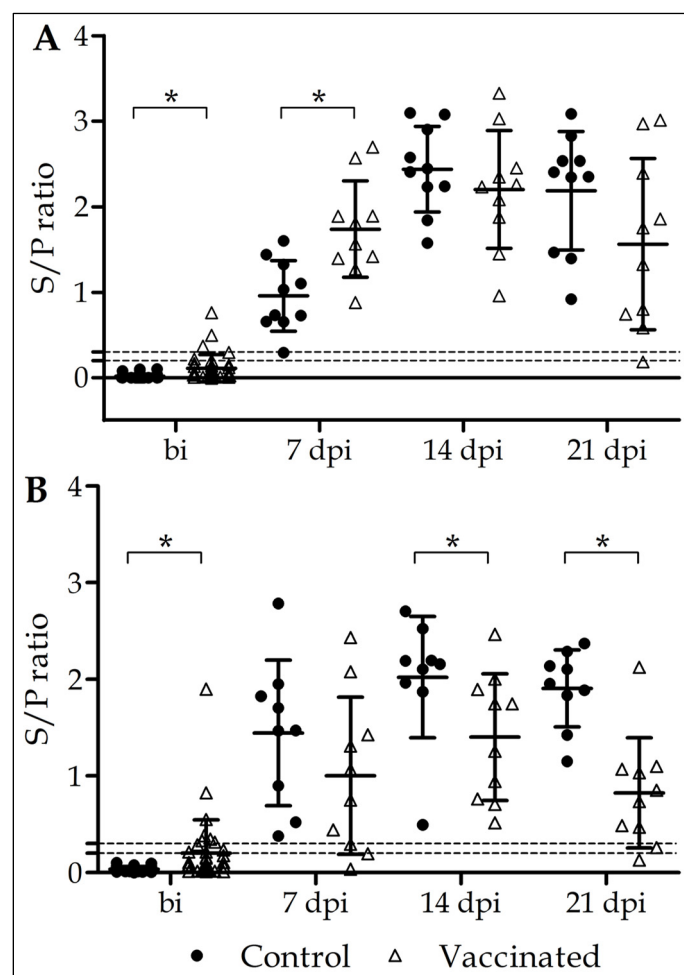 A
4
3
2
1
0
S/P ratio
* *
bi 7 dpi 14 dpi 21 dpi
B
4
3
2
1
0
S/P ratio
* * *
bi 7 dpi 14 dpi 21 dpi
● Control △ Vaccinated